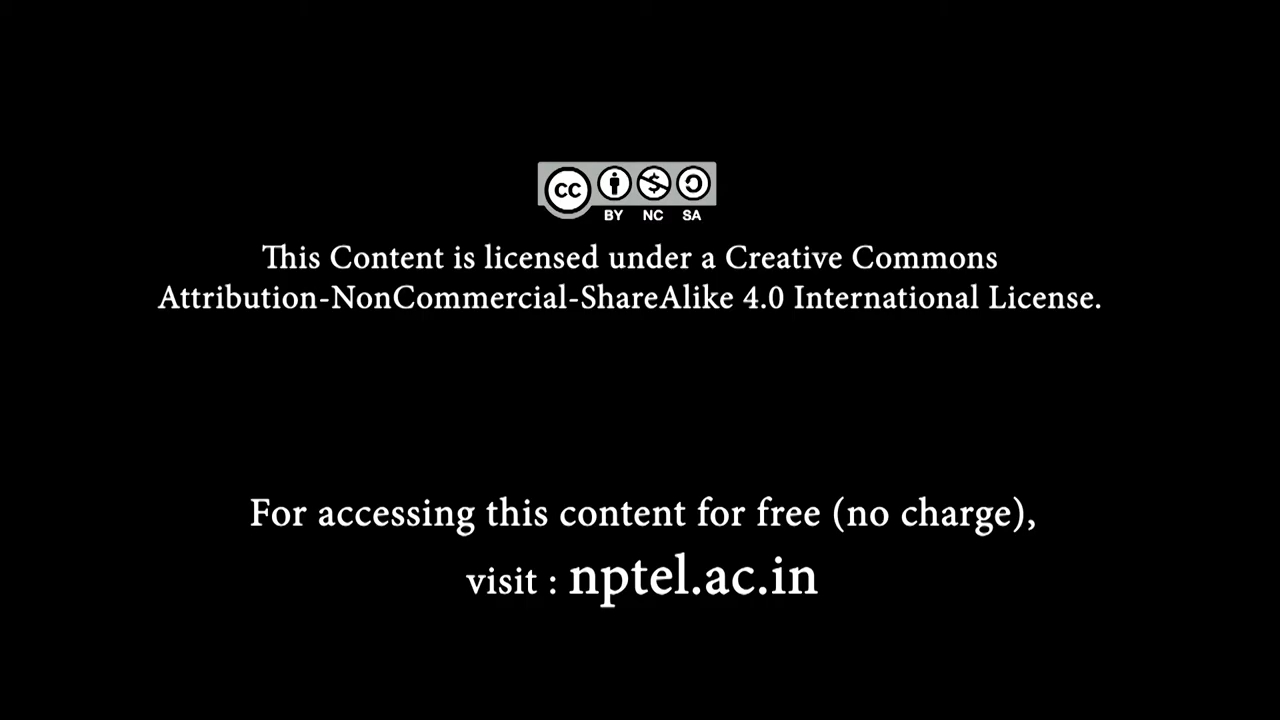 cc
BY NC SA
This Content is licensed under a Creative Commons
Attribution-NonCommercial-ShareAlike 4.0 International License.
For accessing this content for free (no charge),
visit : nptel.ac.in